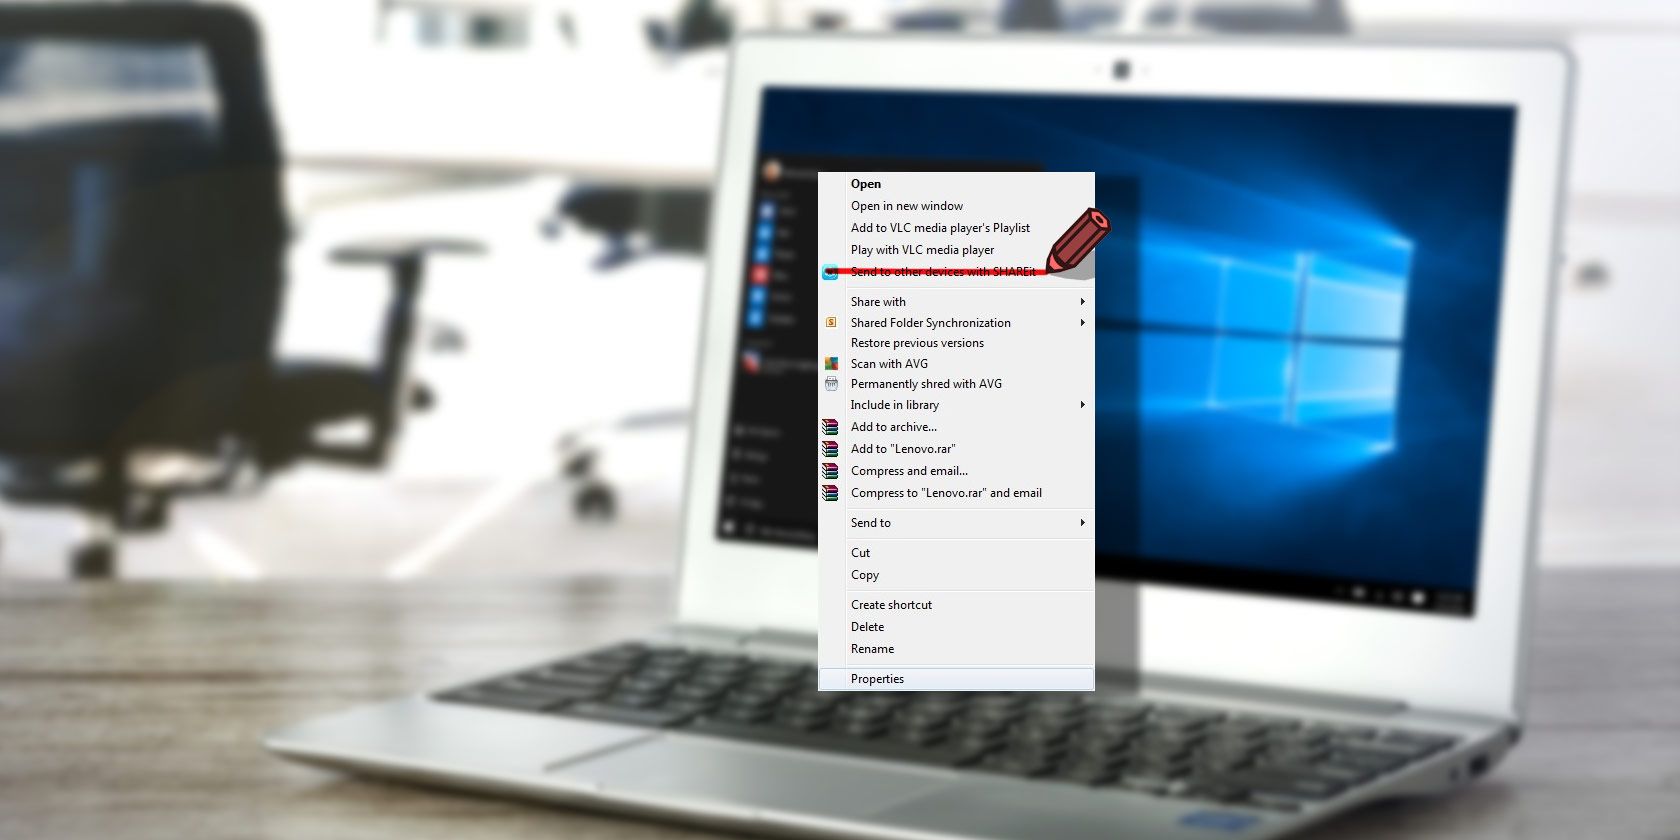 Open
Open in new window
Add to VLC media player's Playlist
Play with VLC media player
Send to other devices with SHAREit
Share with
Shared Folder Synchronization
Restore previous versions
Scan with AVG
Permanently shred with AVG
Include in library
Add to archive...
Add to "Lenovo.rar"
Compress and email...
Compress to "Lenovo.rar" and email
Send to
Cut
Copy
Create shortcut
Delete
Rename
Properties